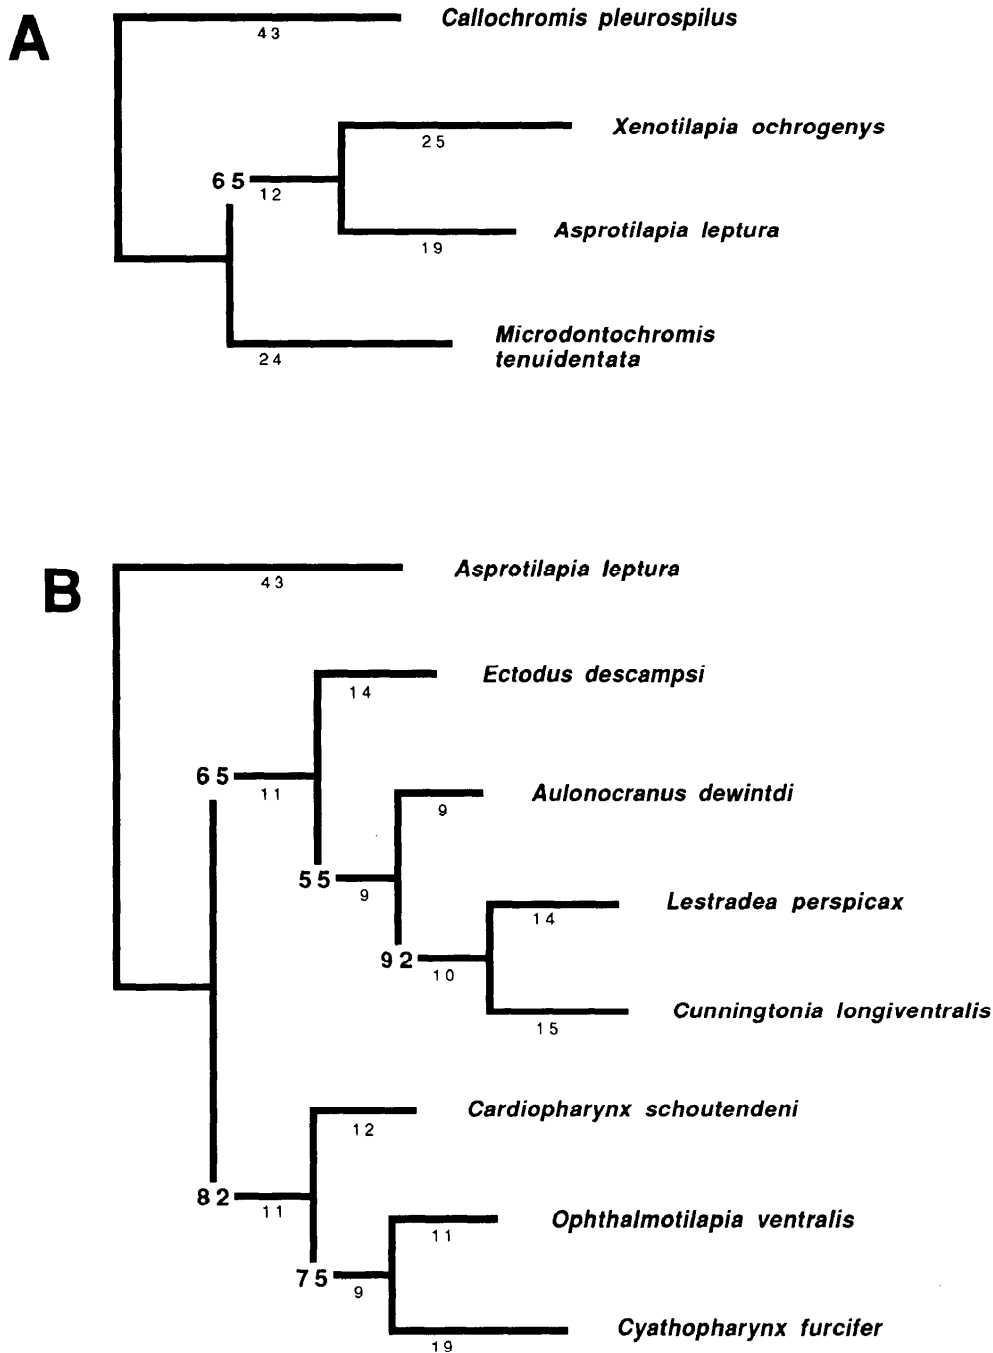 A
Callochromis pleurospilus
43
Xenotilapia ochrogenys
25
65
12
Asprotilapia leptura
19
Microdontochromis
tenuidentata
24
B
Asprotilapia leptura
43
Ectodus descampsi
14
65
11
Aulonocranus dewintdi
9
55
9
Lestradea perspicax
14
92
10
Cunningtonia longiventralis
15
Cardiopharynx schoutendeni
12
82
11
Ophthalmotilapia ventralis
11
75
9
Cyathopharynx furcifer
19